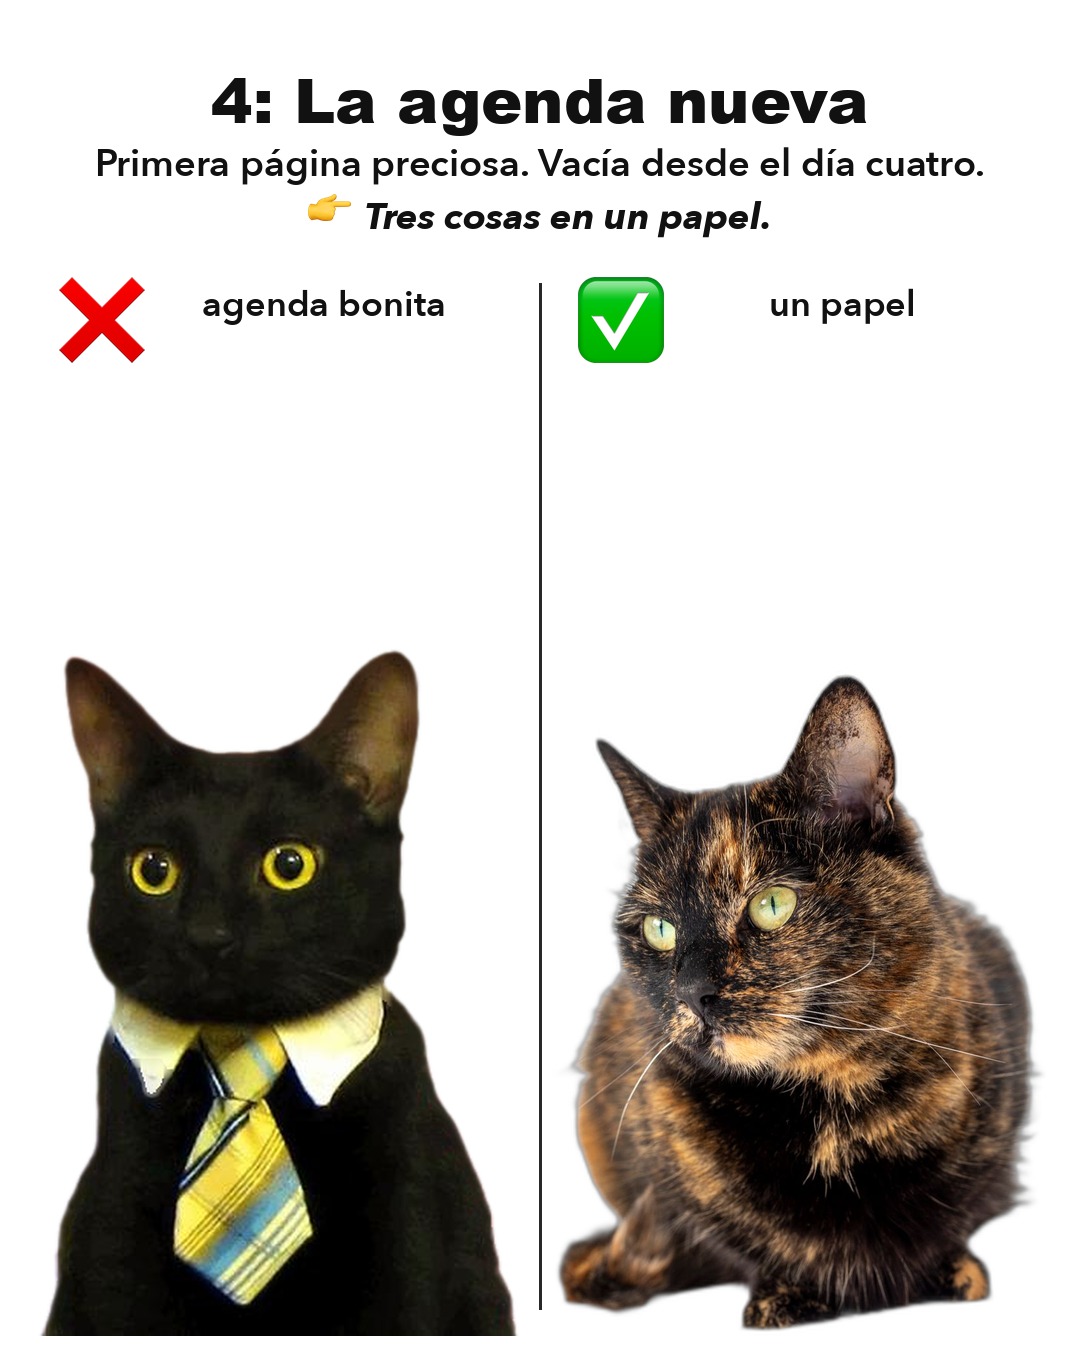 4: La agenda nueva
Primera página preciosa. Vacía desde el día cuatro.
👉 Tres cosas en un papel.
❌ agenda bonita
✅ un papel